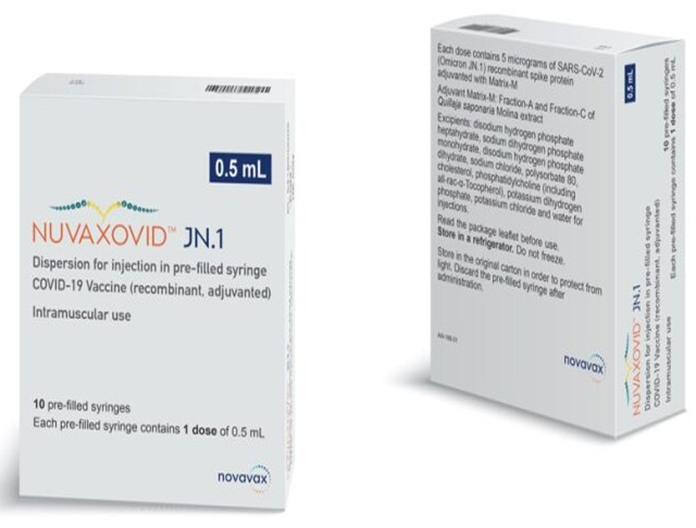 0.5 mL
NUVAXOVID™ JN.1
Dispersion for injection in pre-filled syringe
COVID-19 Vaccine (recombinant, adjuvanted)
Intramuscular use
10 pre-filled syringes
Each pre-filled syringe contains 1 dose of 0.5 mL
novavax
Each dose contains 5 micrograms of SARS-CoV-2
(Omicron JN.1) recombinant spike protein
adjuvanted with Matrix-M
Adjuvant Matrix-M: Fraction-A and Fraction-C of
Quillaja saponaria Molina extract
Excipients: disodium hydrogen phosphate
heptahydrate, sodium dihydrogen phosphate
monohydrate, disodium hydrogen phosphate
dihydrate, sodium chloride, polysorbate 80,
cholesterol, phosphatidylcholine (including
all-rac-α-Tocopherol), potassium dihydrogen
phosphate, potassium chloride and water for
injections.
Read the package leaflet before use.
Store in a refrigerator. Do not freeze.
Store in the original carton in order to protect from
light. Discard the pre-filled syringe after
administration.
novavax
0.5 mL
NUVAXOVID™ JN.1
Dispersion for injection in pre-filled syringe
COVID-19 Vaccine (recombinant, adjuvanted)
Intramuscular use
10 pre-filled syringes
Each pre-filled syringe contains 1 dose of 0.5 mL